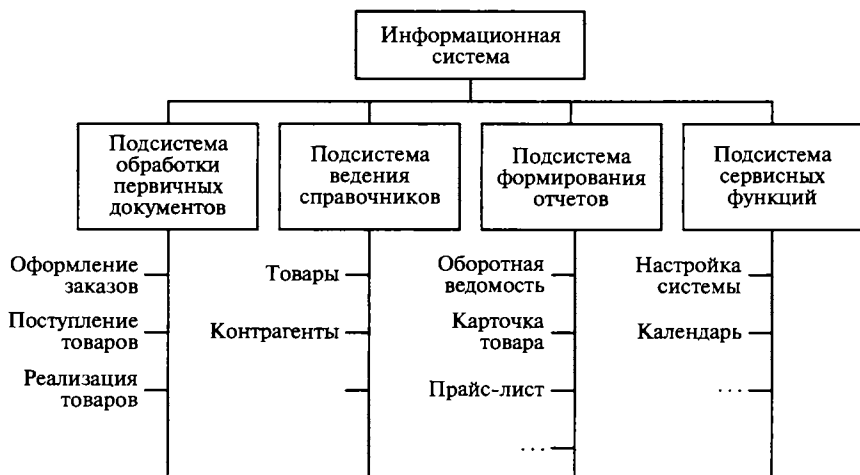 Информационная
система
Подсистема
обработки
первичных
документов
Подсистема
ведения
справочников
Подсистема
формирования
отчетов
Подсистема
сервисных
функций
Оформление
заказов
Поступление
товаров
Реализация
товаров
Товары
Контрагенты
Оборотная
ведомость
Карточка
товара
Прайс-лист
...
Настройка
системы
Календарь
...